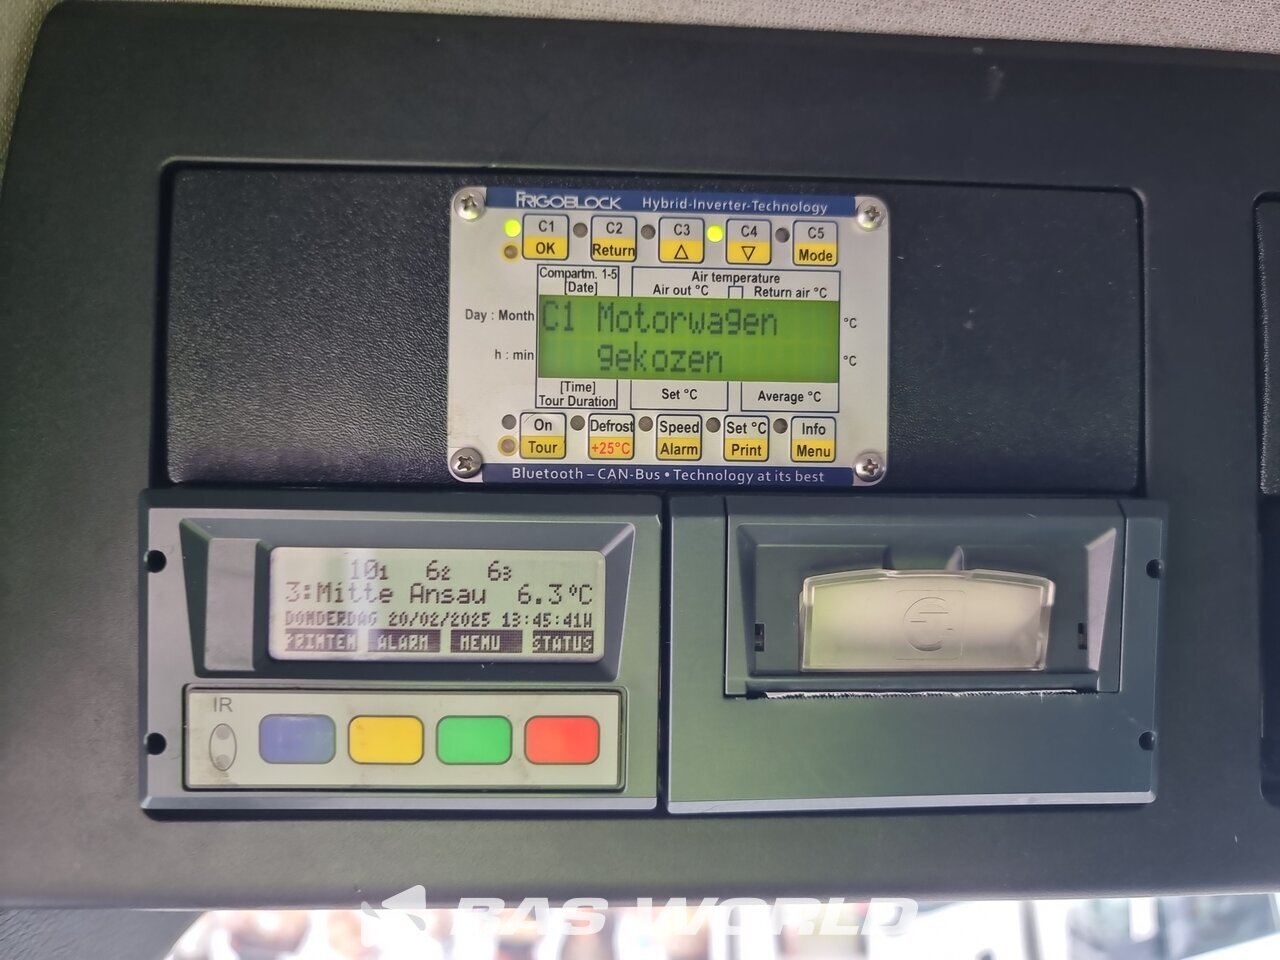 FRIGOBLOCK Hybrid-Inverter-Technology
C1 C2 C3 C4 C5
OK Return △ ▽ Mode
Compartm. 1-5
[Date]
Air temperature
Air out °C Return air °C
Day : Month C1 Motorwagen °C
h : min gekozen °C
[Time]
Tour Duration
Set °C Average °C
On Defrost Speed Set °C Info
Tour +25°C Alarm Print Menu
Bluetooth – CAN-Bus • Technology at its best
101 62 63
3:Mitte Ansau 6.3°C
DONDERDAG 20/02/2025 13:45:41W
PRINTEN ALARM MENU STATUS
IR
BAS WORLD